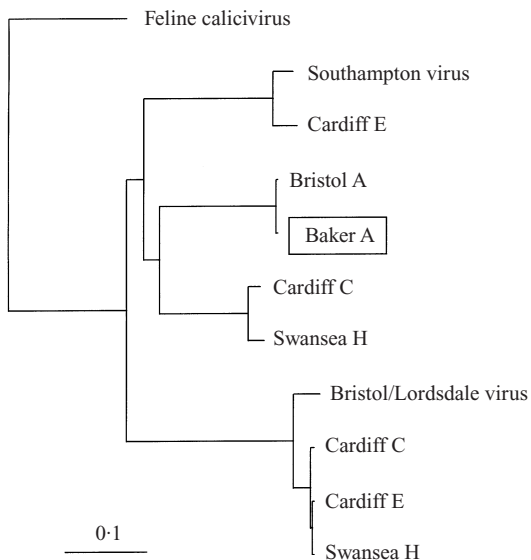 Feline calicivirus
Southampton virus
Cardiff E
Bristol A
Baker A
Cardiff C
Swansea H
Bristol/Lordsdale virus
Cardiff C
Cardiff E
0·1
Swansea H